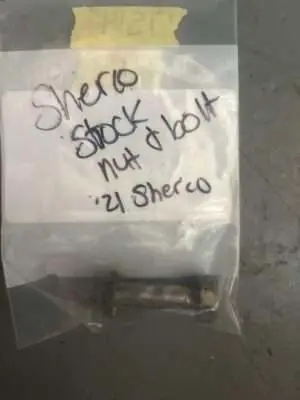 Sherco
Stock
nut & bolt
'21 Sherco